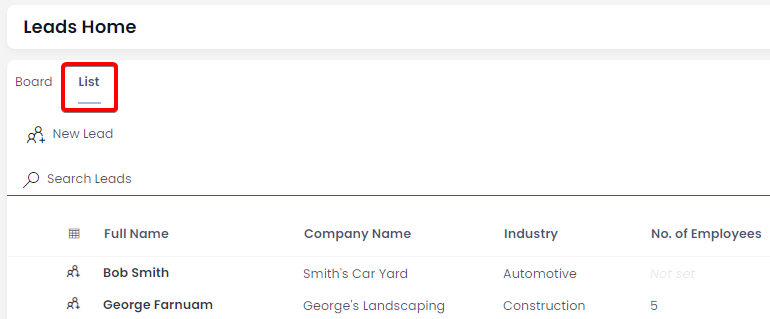 Leads Home
Board List
New Lead
Search Leads
Full Name Company Name Industry No. of Employees
Bob Smith Smith's Car Yard Automotive Not set
George Farnuam George's Landscaping Construction 5